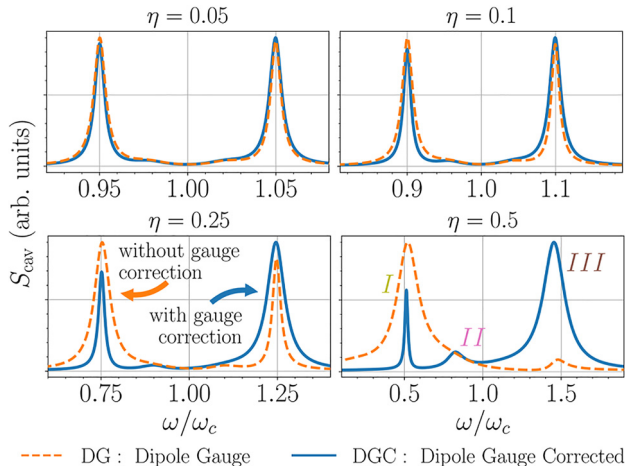 η = 0.05
η = 0.1
0.95 1.00 1.05
0.9 1.0 1.1
η = 0.25
η = 0.5
S_cav (arb. units)
without gauge
correction
with gauge
correction
I
II
III
0.75 1.00 1.25
0.5 1.0 1.5
ω/ω_c
ω/ω_c
DG : Dipole Gauge
DGC : Dipole Gauge Corrected